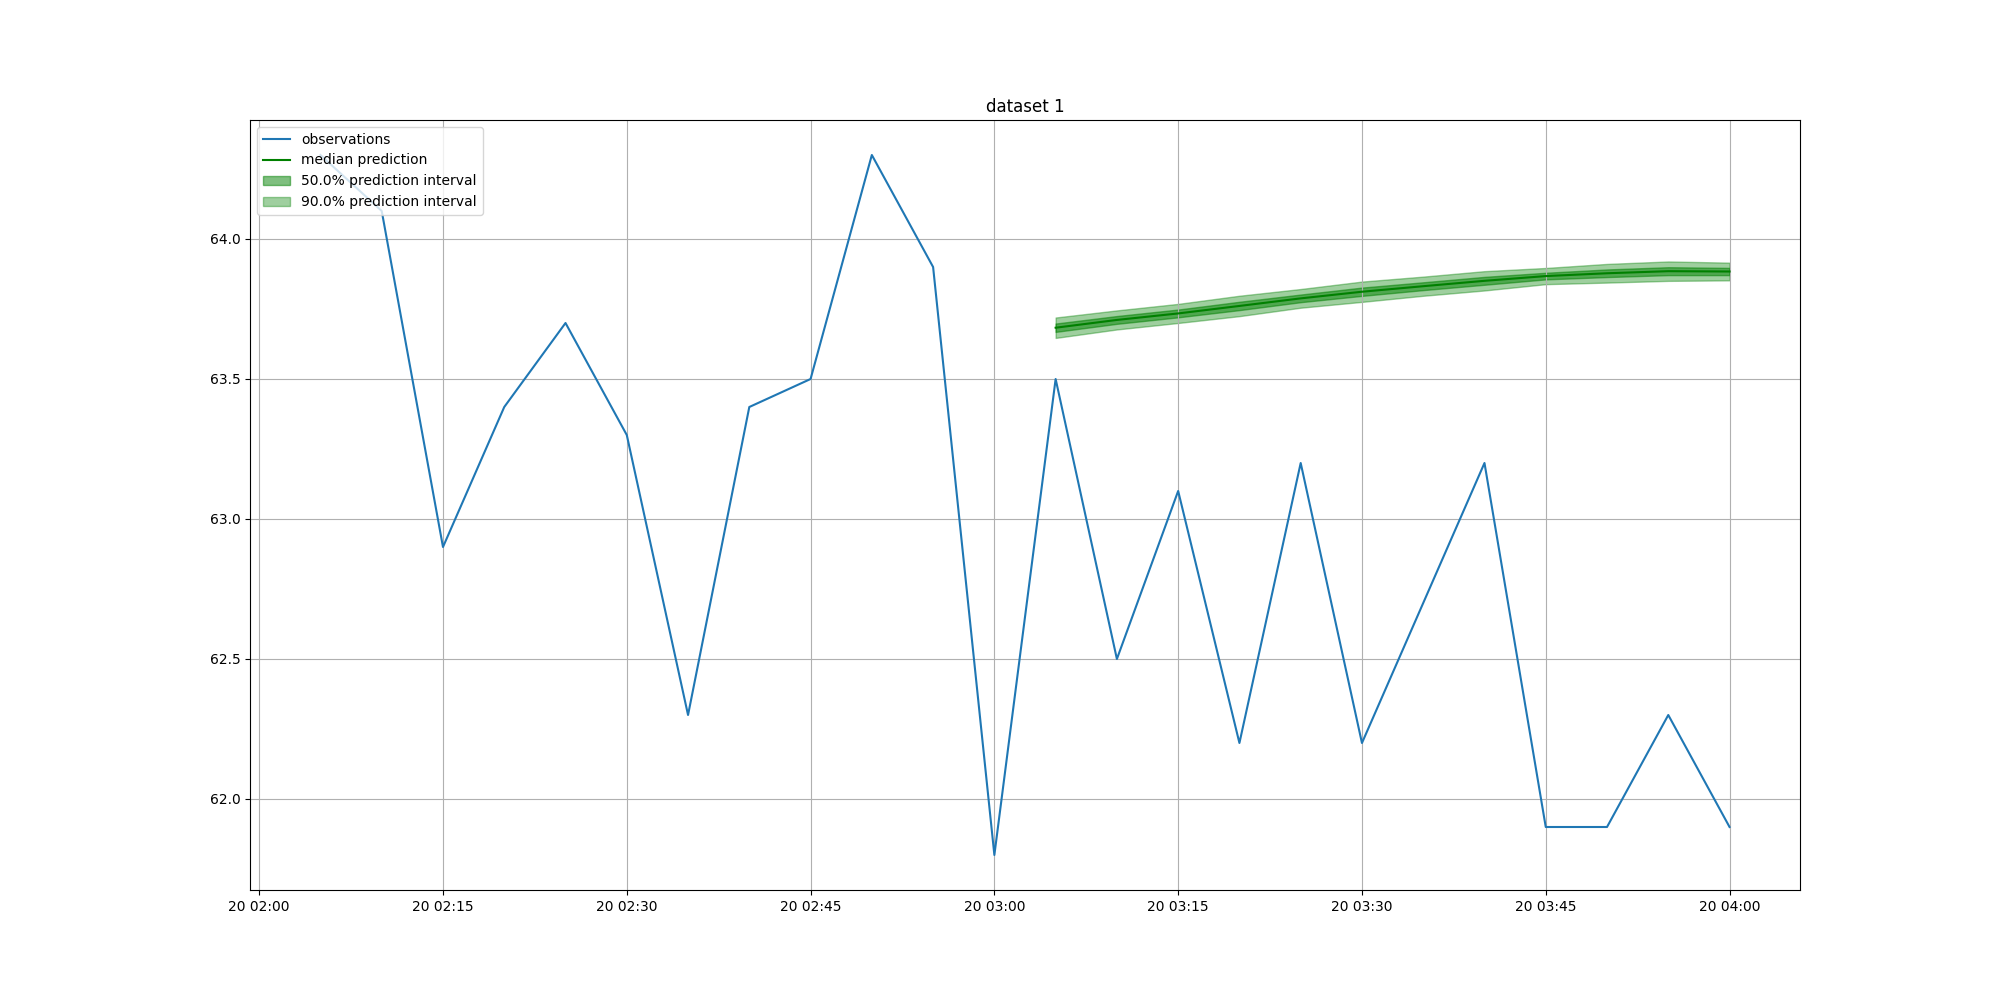 dataset 1
observations
median prediction
50.0% prediction interval
90.0% prediction interval
64.0
63.5
63.0
62.5
62.0
20 02:00 20 02:15 20 02:30 20 02:45 20 03:00 20 03:15 20 03:30 20 03:45 20 04:00